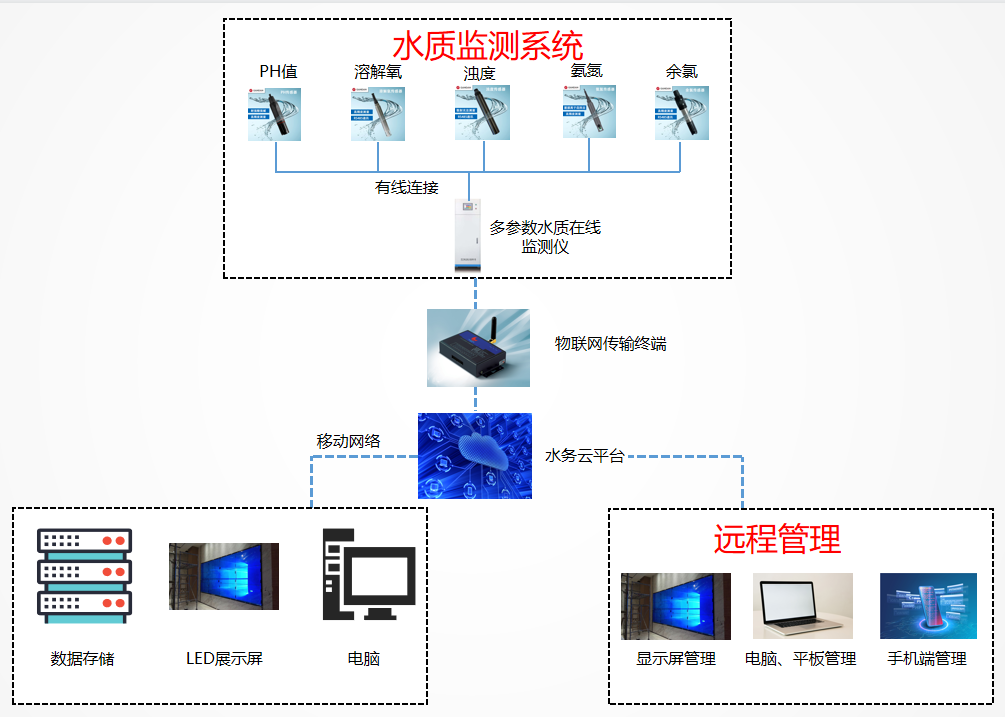 水质监测系统
PH值
溶解氧
浊度
氨氮
余氯
有线连接
多参数水质在线
监测仪
物联网传输终端
移动网络
水务云平台
远程管理
数据存储
LED展示屏
电脑
显示屏管理
电脑、平板管理
手机端管理